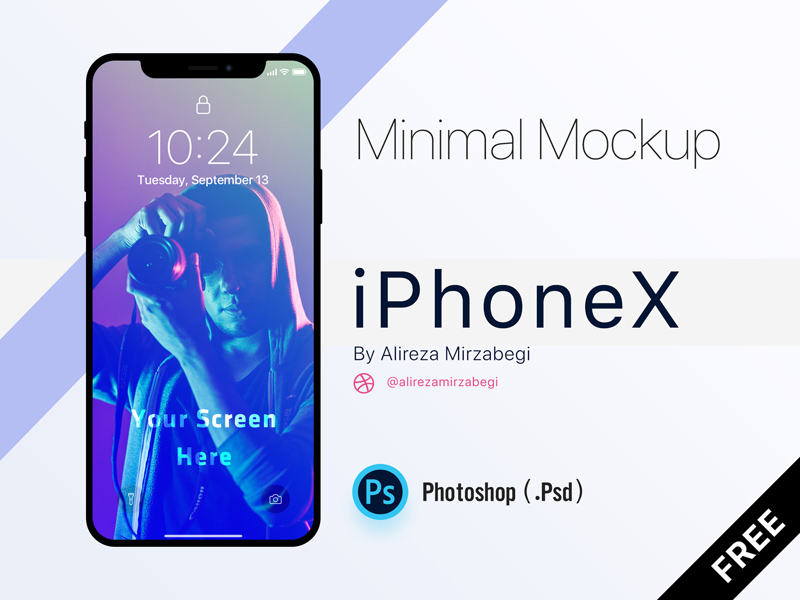 10:24
Tuesday, September 13
Your Screen
Here
Canon
Minimal Mockup
iPhoneX
By Alireza Mirzabegi
@alirezamirzabegi
Ps
Photoshop (.Psd)
FREE